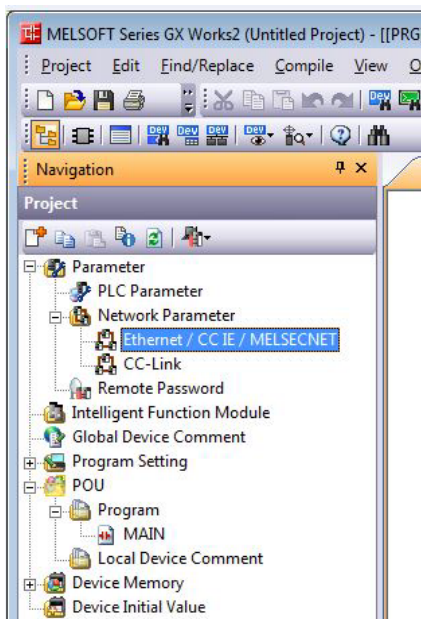 MELSOFT Series GX Works2 (Untitled Project) - [[PRG
Project Edit Find/Replace Compile View O
Navigation
Project
Parameter
PLC Parameter
Network Parameter
Ethernet / CC IE / MELSECNET
CC-Link
Remote Password
Intelligent Function Module
Global Device Comment
Program Setting
POU
Program
MAIN
Local Device Comment
Device Memory
Device Initial Value